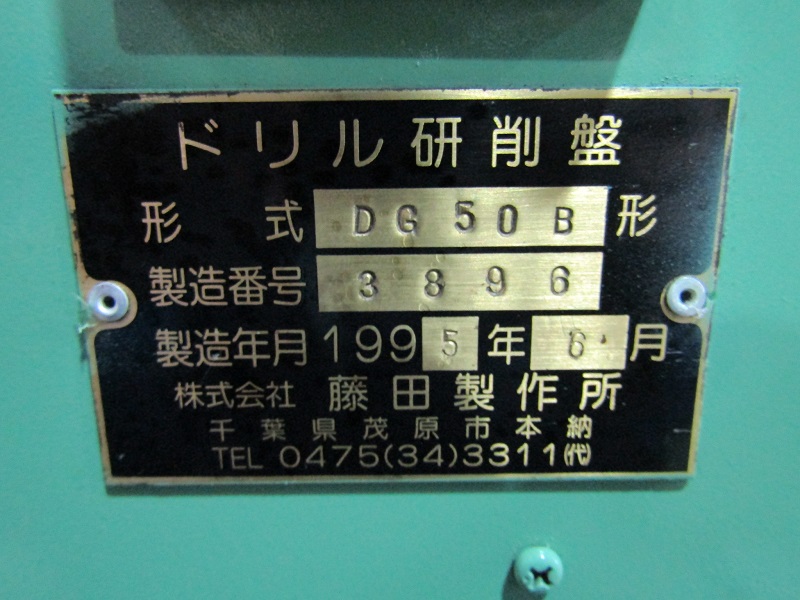 ドリル研削盤
形式 DG50B 形
製造番号 3896
製造年月 1995年6月
株式会社 藤田製作所
千葉県茂原市本納
TEL 0475(34)3311㈹